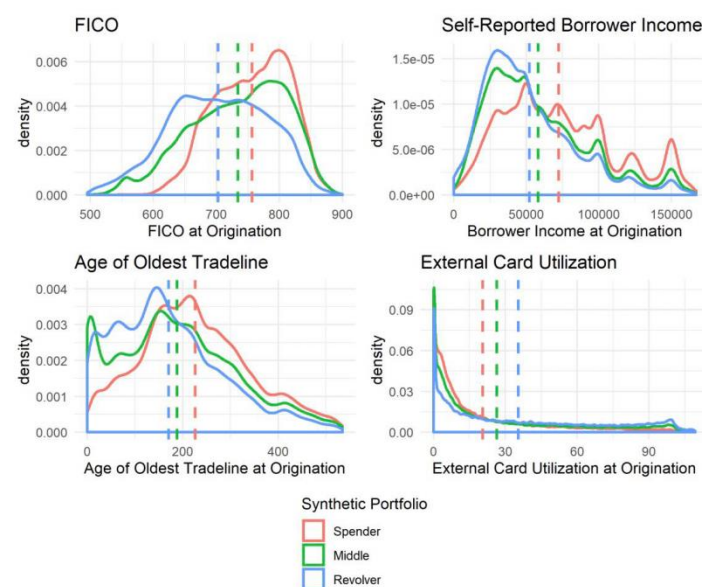 FICO
0.006
0.004
0.002
0.000
density
500 600 700 800 900
FICO at Origination
Self-Reported Borrower Income
1.5e-05
1.0e-05
5.0e-06
0.0e+00
density
0 50000 100000 150000
Borrower Income at Origination
Age of Oldest Tradeline
0.004
0.003
0.002
0.001
0.000
density
0 200 400
Age of Oldest Tradeline at Origination
External Card Utilization
0.09
0.06
0.03
0.00
density
0 30 60 90
External Card Utilization at Origination
Synthetic Portfolio
Spender
Middle
Revolver